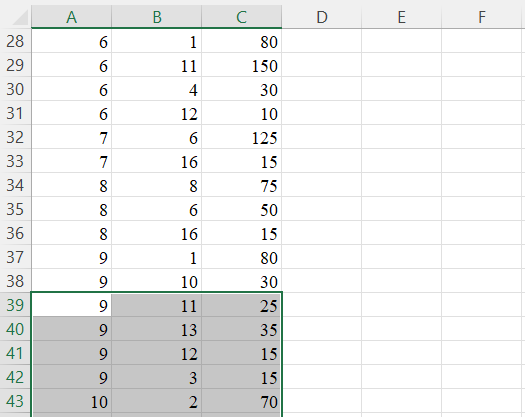 A B C D E F
28 6 1 80
29 6 11 150
30 6 4 30
31 6 12 10
32 7 6 125
33 7 16 15
34 8 8 75
35 8 6 50
36 8 16 15
37 9 1 80
38 9 10 30
39 9 11 25
40 9 13 35
41 9 12 15
42 9 3 15
43 10 2 70